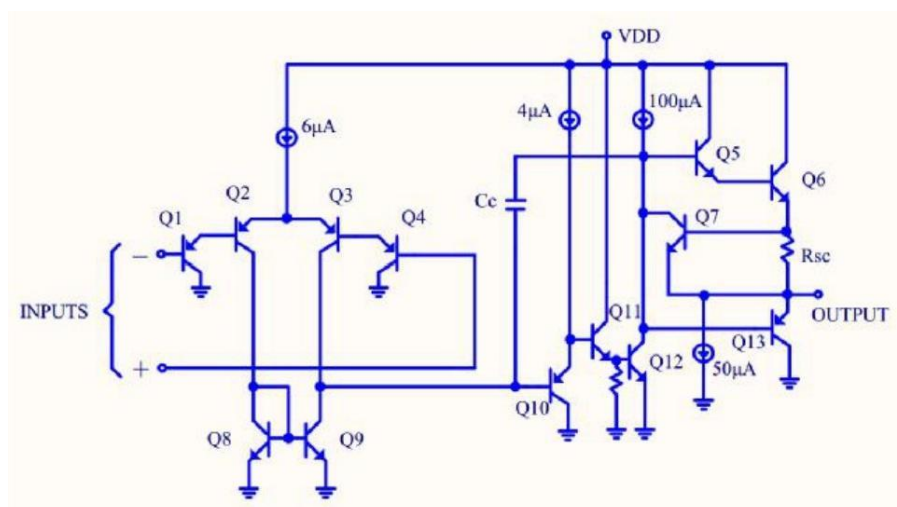 VDD
6μA
4μA
100μA
Q5
Q6
Q1
Q2
Q3
Q4
Cc
Q7
Rsc
−
INPUTS
+
Q11
OUTPUT
Q12
Q13
50μA
Q10
Q8
Q9